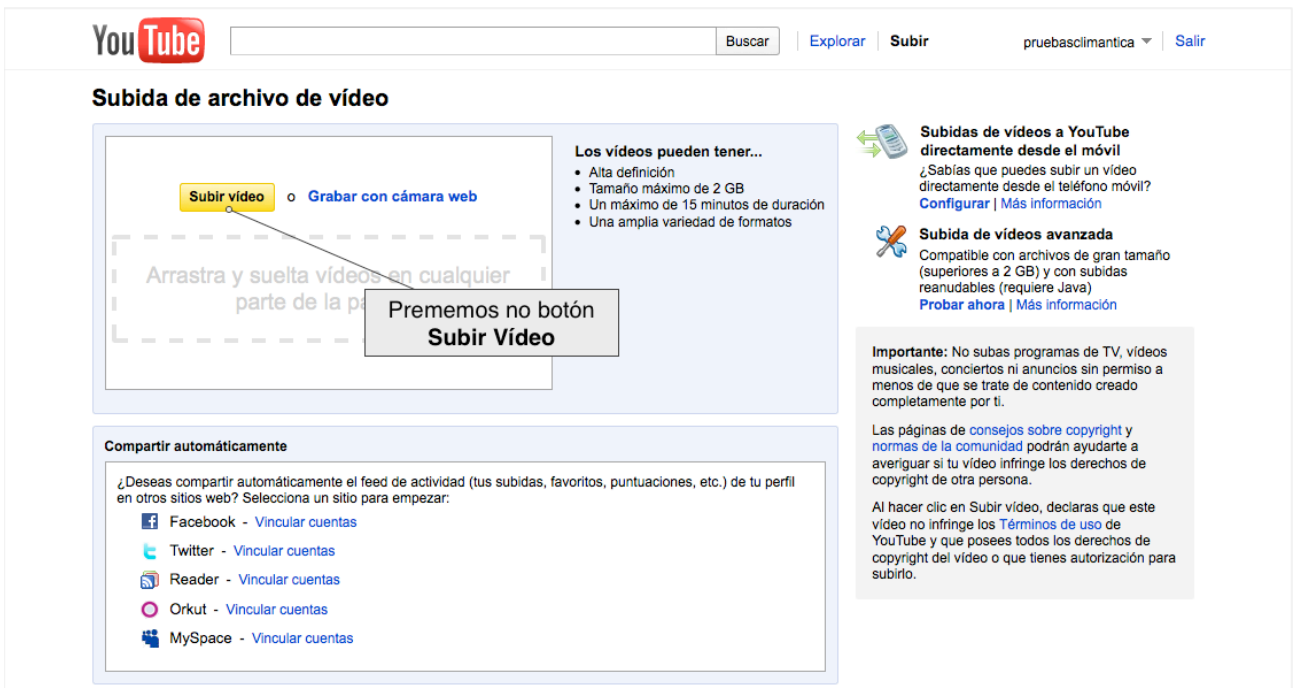 YouTube
Buscar
Explorar
Subir
pruebasclimantica
Salir
Subida de archivo de vídeo
Subir vídeo o Grabar con cámara web
Arrastra y suelta vídeos en cualquier
parte de la
Prememos no botón
Subir Vídeo
Los vídeos pueden tener...
• Alta definición
• Tamaño máximo de 2 GB
• Un máximo de 15 minutos de duración
• Una amplia variedad de formatos
Compartir automáticamente
¿Deseas compartir automáticamente el feed de actividad (tus subidas, favoritos, puntuaciones, etc.) de tu perfil
en otros sitios web? Selecciona un sitio para empezar:
Facebook - Vincular cuentas
Twitter - Vincular cuentas
Reader - Vincular cuentas
Orkut - Vincular cuentas
MySpace - Vincular cuentas
Subidas de vídeos a YouTube
directamente desde el móvil
¿Sabías que puedes subir un vídeo
directamente desde el teléfono móvil?
Configurar | Más información
Subida de vídeos avanzada
Compatible con archivos de gran tamaño
(superiores a 2 GB) y con subidas
reanudables (requiere Java)
Probar ahora | Más información
Importante: No subas programas de TV, vídeos
musicales, conciertos ni anuncios sin permiso a
menos de que se trate de contenido creado
completamente por ti.
Las páginas de consejos sobre copyright y
normas de la comunidad podrán ayudarte a
averiguar si tu vídeo infringe los derechos de
copyright de otra persona.
Al hacer clic en Subir vídeo, declaras que este
vídeo no infringe los Términos de uso de
YouTube y que posees todos los derechos de
copyright del vídeo o que tienes autorización para
subirlo.